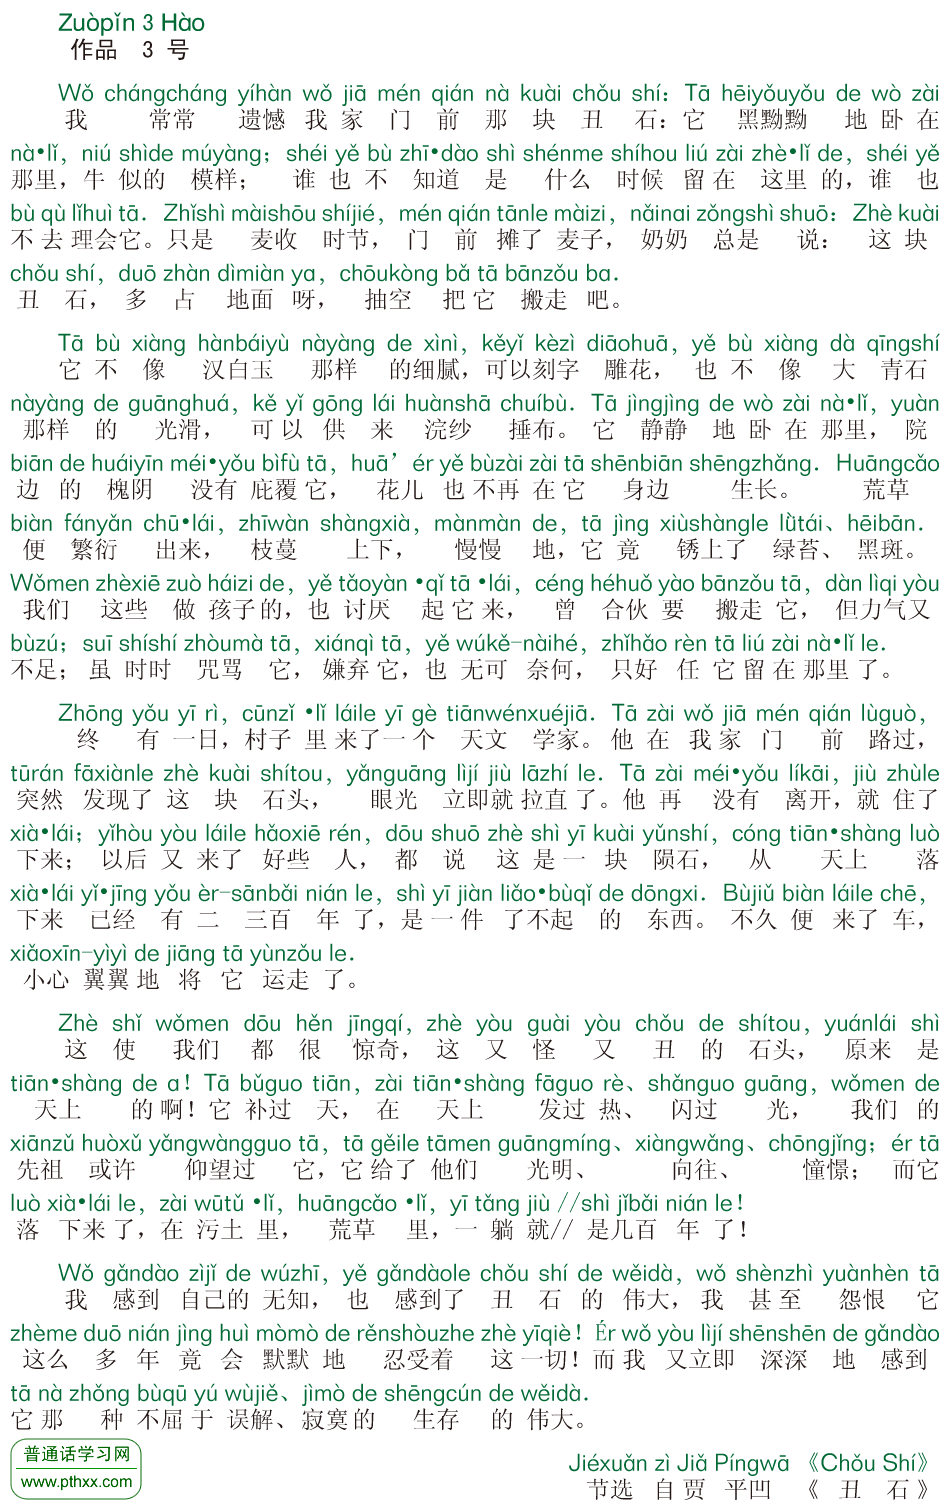 Zuòpǐn 3 Hào
作品 3 号
Wǒ chángcháng yíhàn wǒ jiā mén qián nà kuài chǒu shí：Tā hēiyǒuyǒu de wò zài
我 常常 遗憾 我 家 门 前 那 块 丑 石：它 黑黝黝 地 卧 在
nà•lǐ，niú shìde múyàng；shéi yě bù zhī•dào shì shénme shíhou liú zài zhè•lǐ de，shéi yě
那里，牛 似的 模样； 谁 也 不 知道 是 什么 时候 留 在 这里 的，谁 也
bù qù lǐhuì tā．Zhǐshì màishōu shíjié，mén qián tānle màizi，nǎinai zǒngshì shuō：Zhè kuài
不 去 理会它。只是 麦收 时节， 门 前 摊了 麦子， 奶奶 总是 说： 这 块
chǒu shí，duō zhàn dìmiàn ya，chōukòng bǎ tā bānzǒu ba．
丑 石， 多 占 地面 呀， 抽空 把 它 搬走 吧。
Tā bù xiàng hànbáiyù nàyàng de xìnì，kěyǐ kèzì diāohuā，yě bù xiàng dà qīngshí
它 不 像 汉白玉 那样 的细腻，可以刻字 雕花， 也 不 像 大 青石
nàyàng de guānghuá，kě yǐ gōng lái huànshā chuíbù．Tā jìngjìng de wò zài nà•lǐ，yuàn
那样 的 光滑， 可 以 供 来 浣纱 捶布。 它 静静 地 卧 在 那里， 院
biān de huáiyīn méi•yǒu bìfù tā，huā’ér yě bùzài zài tā shēnbiān shēngzhǎng．Huāngcǎo
边 的 槐阴 没有 庇覆 它， 花儿 也 不再 在 它 身边 生长。 荒草
biàn fányǎn chū•lái，zhīwàn shàngxià，mànmàn de，tā jìng xiùshàngle lǜtái、hēibān．
便 繁衍 出来， 枝蔓 上下， 慢慢 地，它 竟 锈上了 绿苔、 黑斑。
Wǒmen zhèxiē zuò háizi de，yě tǎoyàn •qǐ tā •lái，céng héhuǒ yào bānzǒu tā，dàn lìqi yòu
我们 这些 做 孩子的，也 讨厌 起 它 来， 曾 合伙 要 搬走 它， 但力气又
bùzú；suī shíshí zhòumà tā，xiánqì tā，yě wúkě-nàihé，zhǐhǎo rèn tā liú zài nà•lǐ le．
不足； 虽 时时 咒骂 它，嫌弃它，也 无可 奈何， 只好 任 它 留 在 那里 了。
Zhōng yǒu yī rì，cūnzǐ •lǐ láile yī gè tiānwénxuéjiā．Tā zài wǒ jiā mén qián lùguò，
终 有 一日，村子 里 来了 一 个 天文 学家。他 在 我 家 门 前 路过，
tūrán fāxiànle zhè kuài shítou，yǎnguāng lìjí jiù lāzhí le．Tā zài méi•yǒu líkāi，jiù zhùle
突然 发现了 这 块 石头， 眼光 立即就 拉直 了。他 再 没有 离开，就 住了
xià•lái；yǐhòu yòu láile hǎoxiē rén，dōu shuō zhè shì yī kuài yǔnshí，cóng tiān•shàng luò
下来； 以后 又 来了 好些 人， 都 说 这 是 一 块 陨石， 从 天上 落
xià•lái yǐ•jīng yǒu èr-sānbǎi nián le，shì yī jiàn liǎo•bùqǐ de dōngxi．Bùjiǔ biàn láile chē，
下来 已经 有 二 三百 年 了，是 一 件 了不起 的 东西。 不久 便 来了 车，
xiǎoxīn-yìyì de jiāng tā yùnzǒu le．
小心 翼翼 地 将 它 运走 了。
Zhè shǐ wǒmen dōu hěn jīngqí，zhè yòu guài yòu chǒu de shítou，yuánlái shì
这 使 我们 都 很 惊奇， 这 又 怪 又 丑 的 石头， 原来 是
tiān•shàng de a！Tā bǔguo tiān，zài tiān•shàng fāguo rè、shǎnguo guāng，wǒmen de
天上 的 啊！它 补过 天， 在 天上 发过 热、 闪过 光， 我们 的
xiānzǔ huòxǔ yǎngwàngguo tā，tā gěile tāmen guāngmíng、xiàngwǎng、chōngjǐng；ér tā
先祖 或许 仰望过 它，它 给了 他们 光明、 向往、 憧憬； 而它
luò xià•lái le，zài wūtǔ •lǐ，huāngcǎo •lǐ，yī tǎng jiù //shì jǐbǎi nián le！
落 下来 了，在 污土 里， 荒草 里，一 躺 就// 是几百 年 了！
Wǒ gǎndào zìjǐ de wúzhī，yě gǎndàole chǒu shí de wěidà，wǒ shènzhì yuànhèn tā
我 感到 自己的 无知， 也 感到了 丑 石 的 伟大，我 甚至 怨恨 它
zhème duō nián jìng huì mòmò de rěnshòuzhe zhè yīqiè！Ér wǒ yòu lìjí shēnshēn de gǎndào
这么 多 年 竟 会 默默 地 忍受着 这 一切！而 我 又立即 深深 地 感到
tā nà zhǒng bùqū yú wùjiě、jìmò de shēngcún de wěidà．
它 那 种 不屈 于 误解、寂寞的 生存 的 伟大。
Jiéxuǎn zì Jiǎ Píngwā 《Chǒu Shí》
节选 自 贾 平凹 《 丑 石 》
普通话学习网
www.pthxx.com